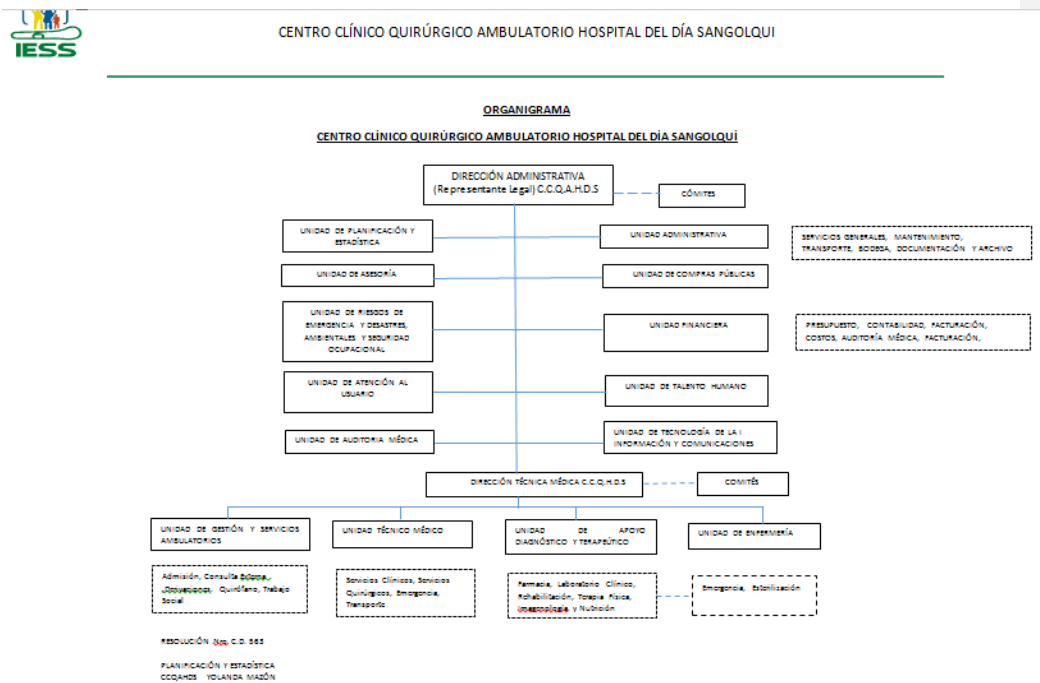 IESS
CENTRO CLÍNICO QUIRÚRGICO AMBULATORIO HOSPITAL DEL DÍA SANGOLQUI
ORGANIGRAMA
CENTRO CLÍNICO QUIRÚRGICO AMBULATORIO HOSPITAL DEL DÍA SANGOLQUÍ
DIRECCIÓN ADMINISTRATIVA
(Representante Legal) C.C.Q.A.H.D.S
CÓMITES
UNIDAD DE PLANIFICACIÓN Y
ESTADÍSTICA
UNIDAD ADMINISTRATIVA
SERVICIOS GENERALES, MANTENIMIENTO,
TRANSPORTE, BODEGA, DOCUMENTACIÓN Y ARCHIVO
UNIDAD DE ASESORÍA
UNIDAD DE COMPRAS PÚBLICAS
UNIDAD DE RIESGOS DE
EMERGENCIA Y DESASTRES,
AMBIENTALES Y SEGURIDAD
OCUPACIONAL
UNIDAD FINANCIERA
PRESUPUESTO, CONTABILIDAD, FACTURACIÓN,
COSTOS, AUDITORÍA MÉDICA, FACTURACIÓN,
UNIDAD DE ATENCIÓN AL
USUARIO
UNIDAD DE TALENTO HUMANO
UNIDAD DE AUDITORIA MÉDICA
UNIDAD DE TECNOLOGÍA DE LA I
INFORMACIÓN Y COMUNICACIONES
DIRECCIÓN TÉCNICA MÉDICA C.C.Q.H.D.S
COMITÉS
UNIDAD DE GESTIÓN Y SERVICIOS
AMBULATORIOS
UNIDAD TÉCNICO MÉDICO
UNIDAD DE APOYO
DIAGNÓSTICO Y TERAPEÚTICO
UNIDAD DE ENFERMERÍA
Admisión, Consulta
Quirófano, Trabajo
Social
Servicios Clínicos, Servicios
Quirúrgicos, Emergencia,
Transporte
Farmacia, Laboratorio Clínico,
Rehabilitación, Terapia Física,
Imagenología y Nutrición
Emergencia, Esterilización
RESOLUCIÓN Nro. C.D. 563
PLANIFICACIÓN Y ESTADÍSTICA
CCQAHDS YOLANDA MAZÓN